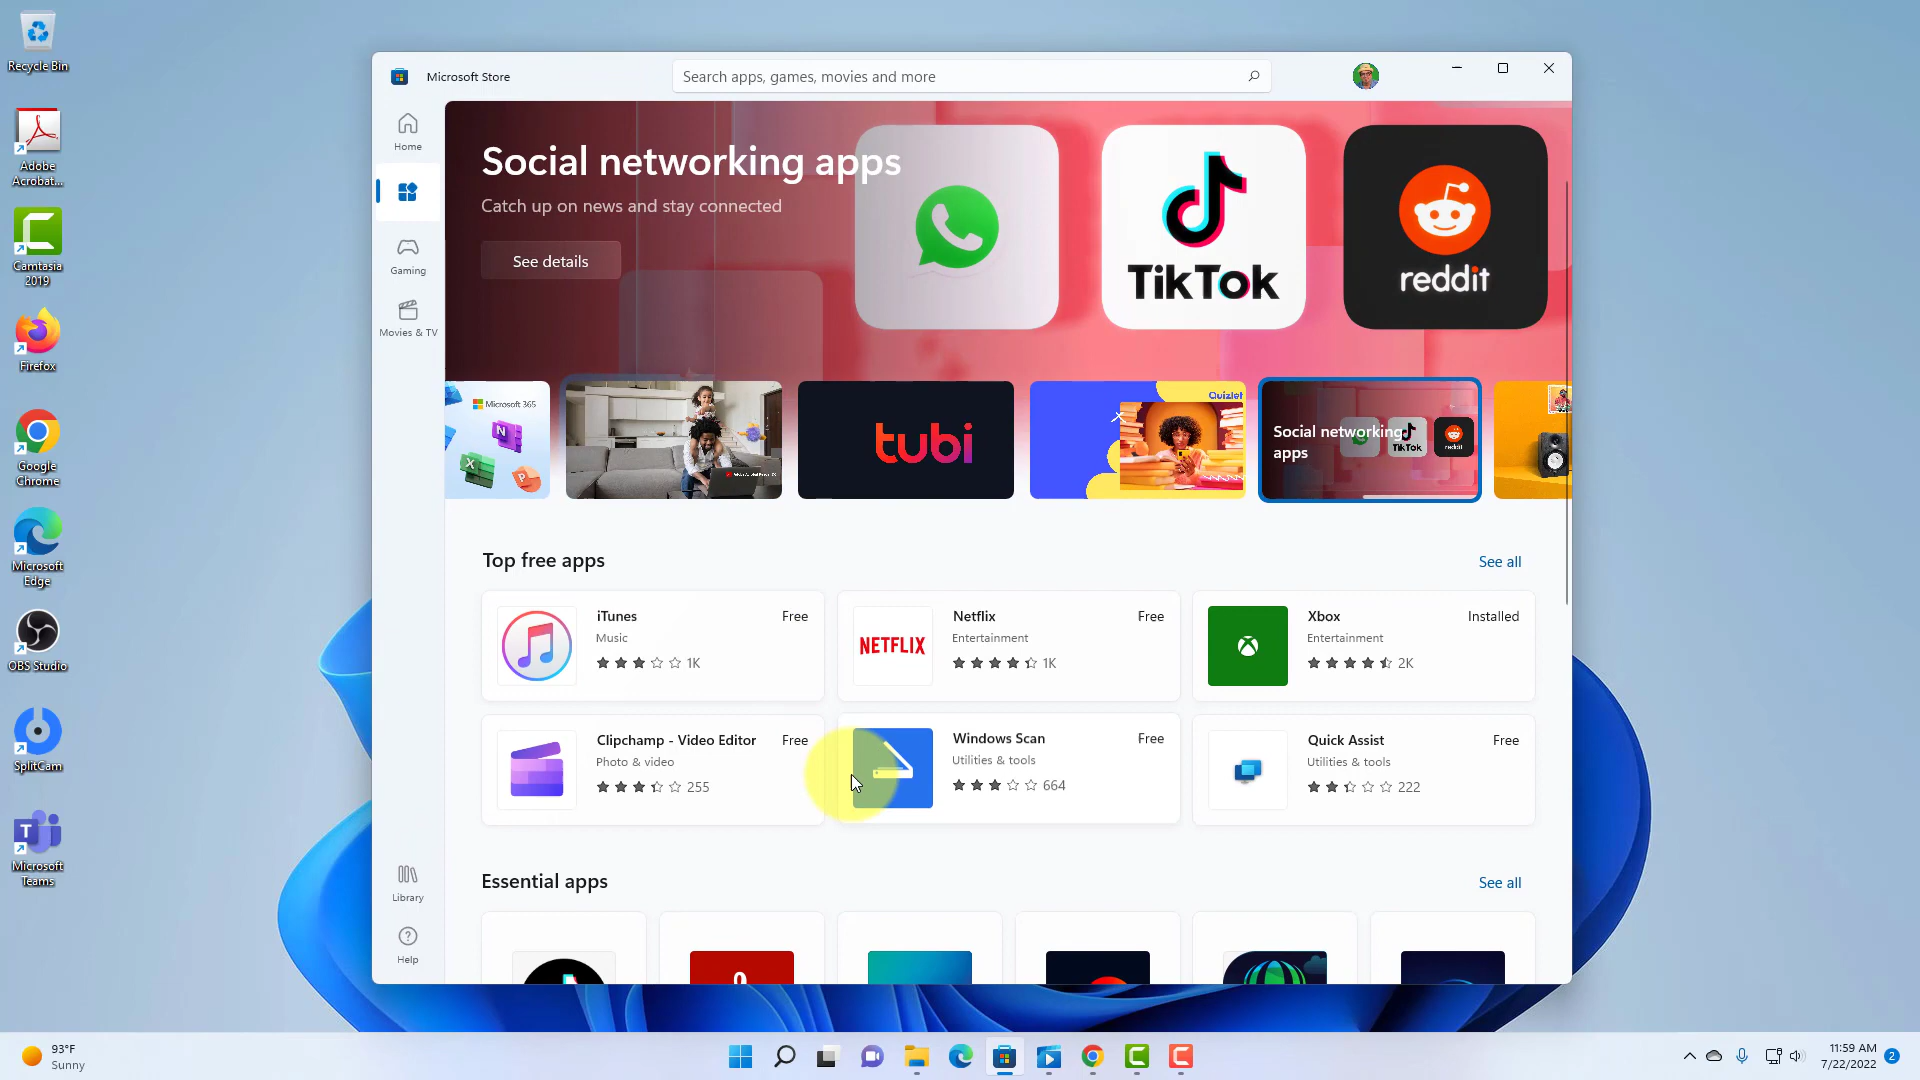 Recycle Bin
Adobe
Acrobat...
Camtasia
2019
Firefox
Google
Chrome
Microsoft
Edge
OBS Studio
SplitCam
T
Microsoft
Teams
Microsoft Store
Search apps, games, movies and more
Home
Gaming
Movies & TV
Library
Help
Social networking apps
Catch up on news and stay connected
See details
TikTok
reddit
Microsoft 365
N
X
P
tubi
Quizlet
Social networking
apps
TikTok
reddit
Top free apps
See all
iTunes
Free
Music
1K
NETFLIX
Netflix
Free
Entertainment
1K
Xbox
Installed
Entertainment
2K
Clipchamp - Video Editor
Free
Photo & video
255
Windows Scan
Free
Utilities & tools
664
Quick Assist
Free
Utilities & tools
222
Essential apps
See all
93°F
Sunny
11:59 AM
7/22/2022
2